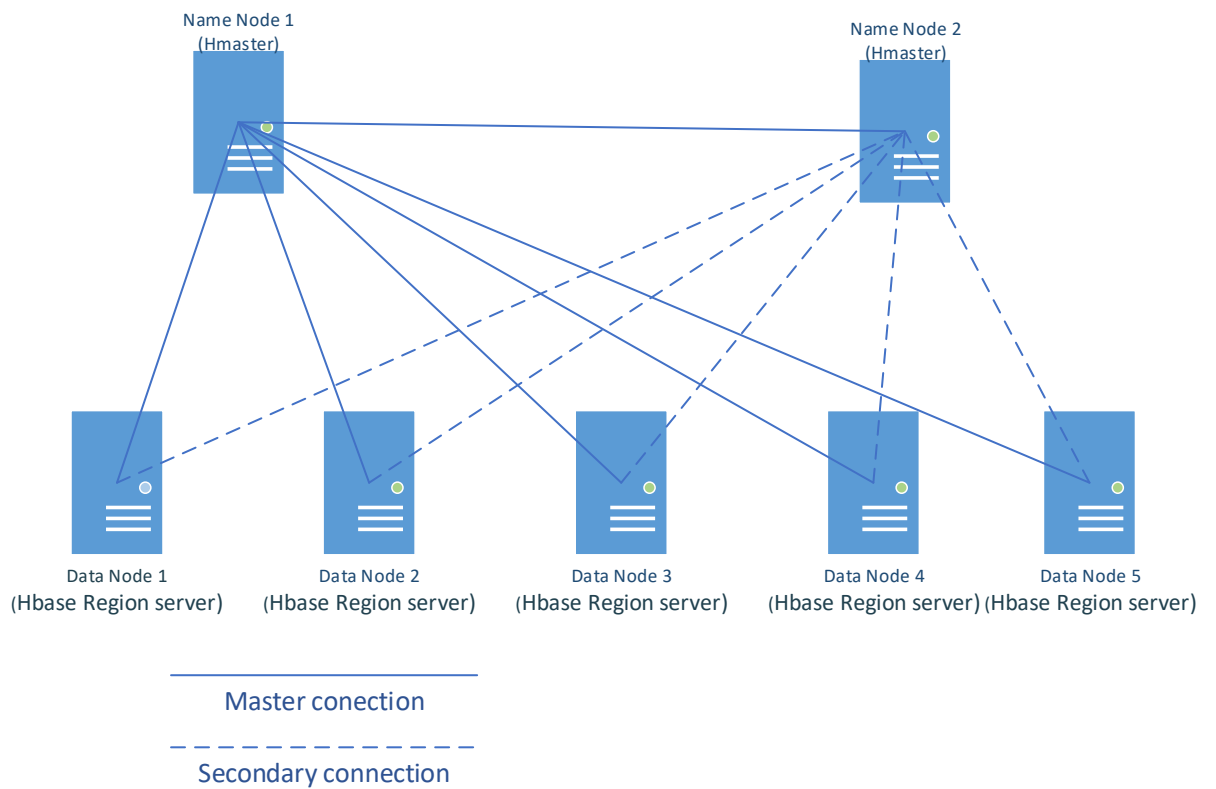 Name Node 1
(Hmaster)
Name Node 2
(Hmaster)
Data Node 1
(Hbase Region server)
Data Node 2
(Hbase Region server)
Data Node 3
(Hbase Region server)
Data Node 4
(Hbase Region server)
Data Node 5
(Hbase Region server)
Master conection
Secondary connection